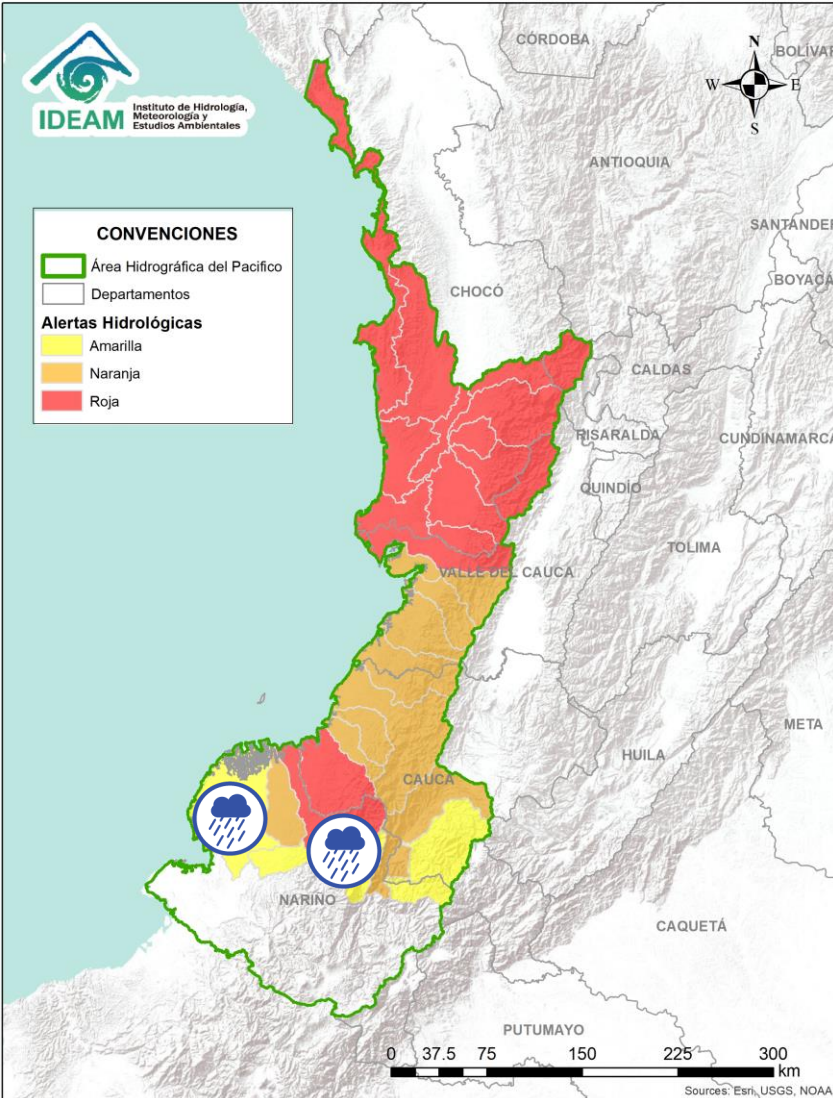 IDEAM
Instituto de Hidrología,
Meteorología y
Estudios Ambientales
N
W E
S
CÓRDOBA
BOLÍVAR
ANTIOQUIA
SANTANDER
BOYACÁ
CONVENCIONES
Área Hidrográfica del Pacifico
Departamentos
Alertas Hidrológicas
Amarilla
Naranja
Roja
CHOCÓ
CALDAS
RISARALDA
CUNDINAMARCA
QUINDÍO
TOLIMA
VALLE DEL CAUCA
META
HUILA
CAUCA
NARIÑO
CAQUETÁ
PUTUMAYO
0 37.5 75 150 225 300
km
Sources: Esri, USGS, NOAA